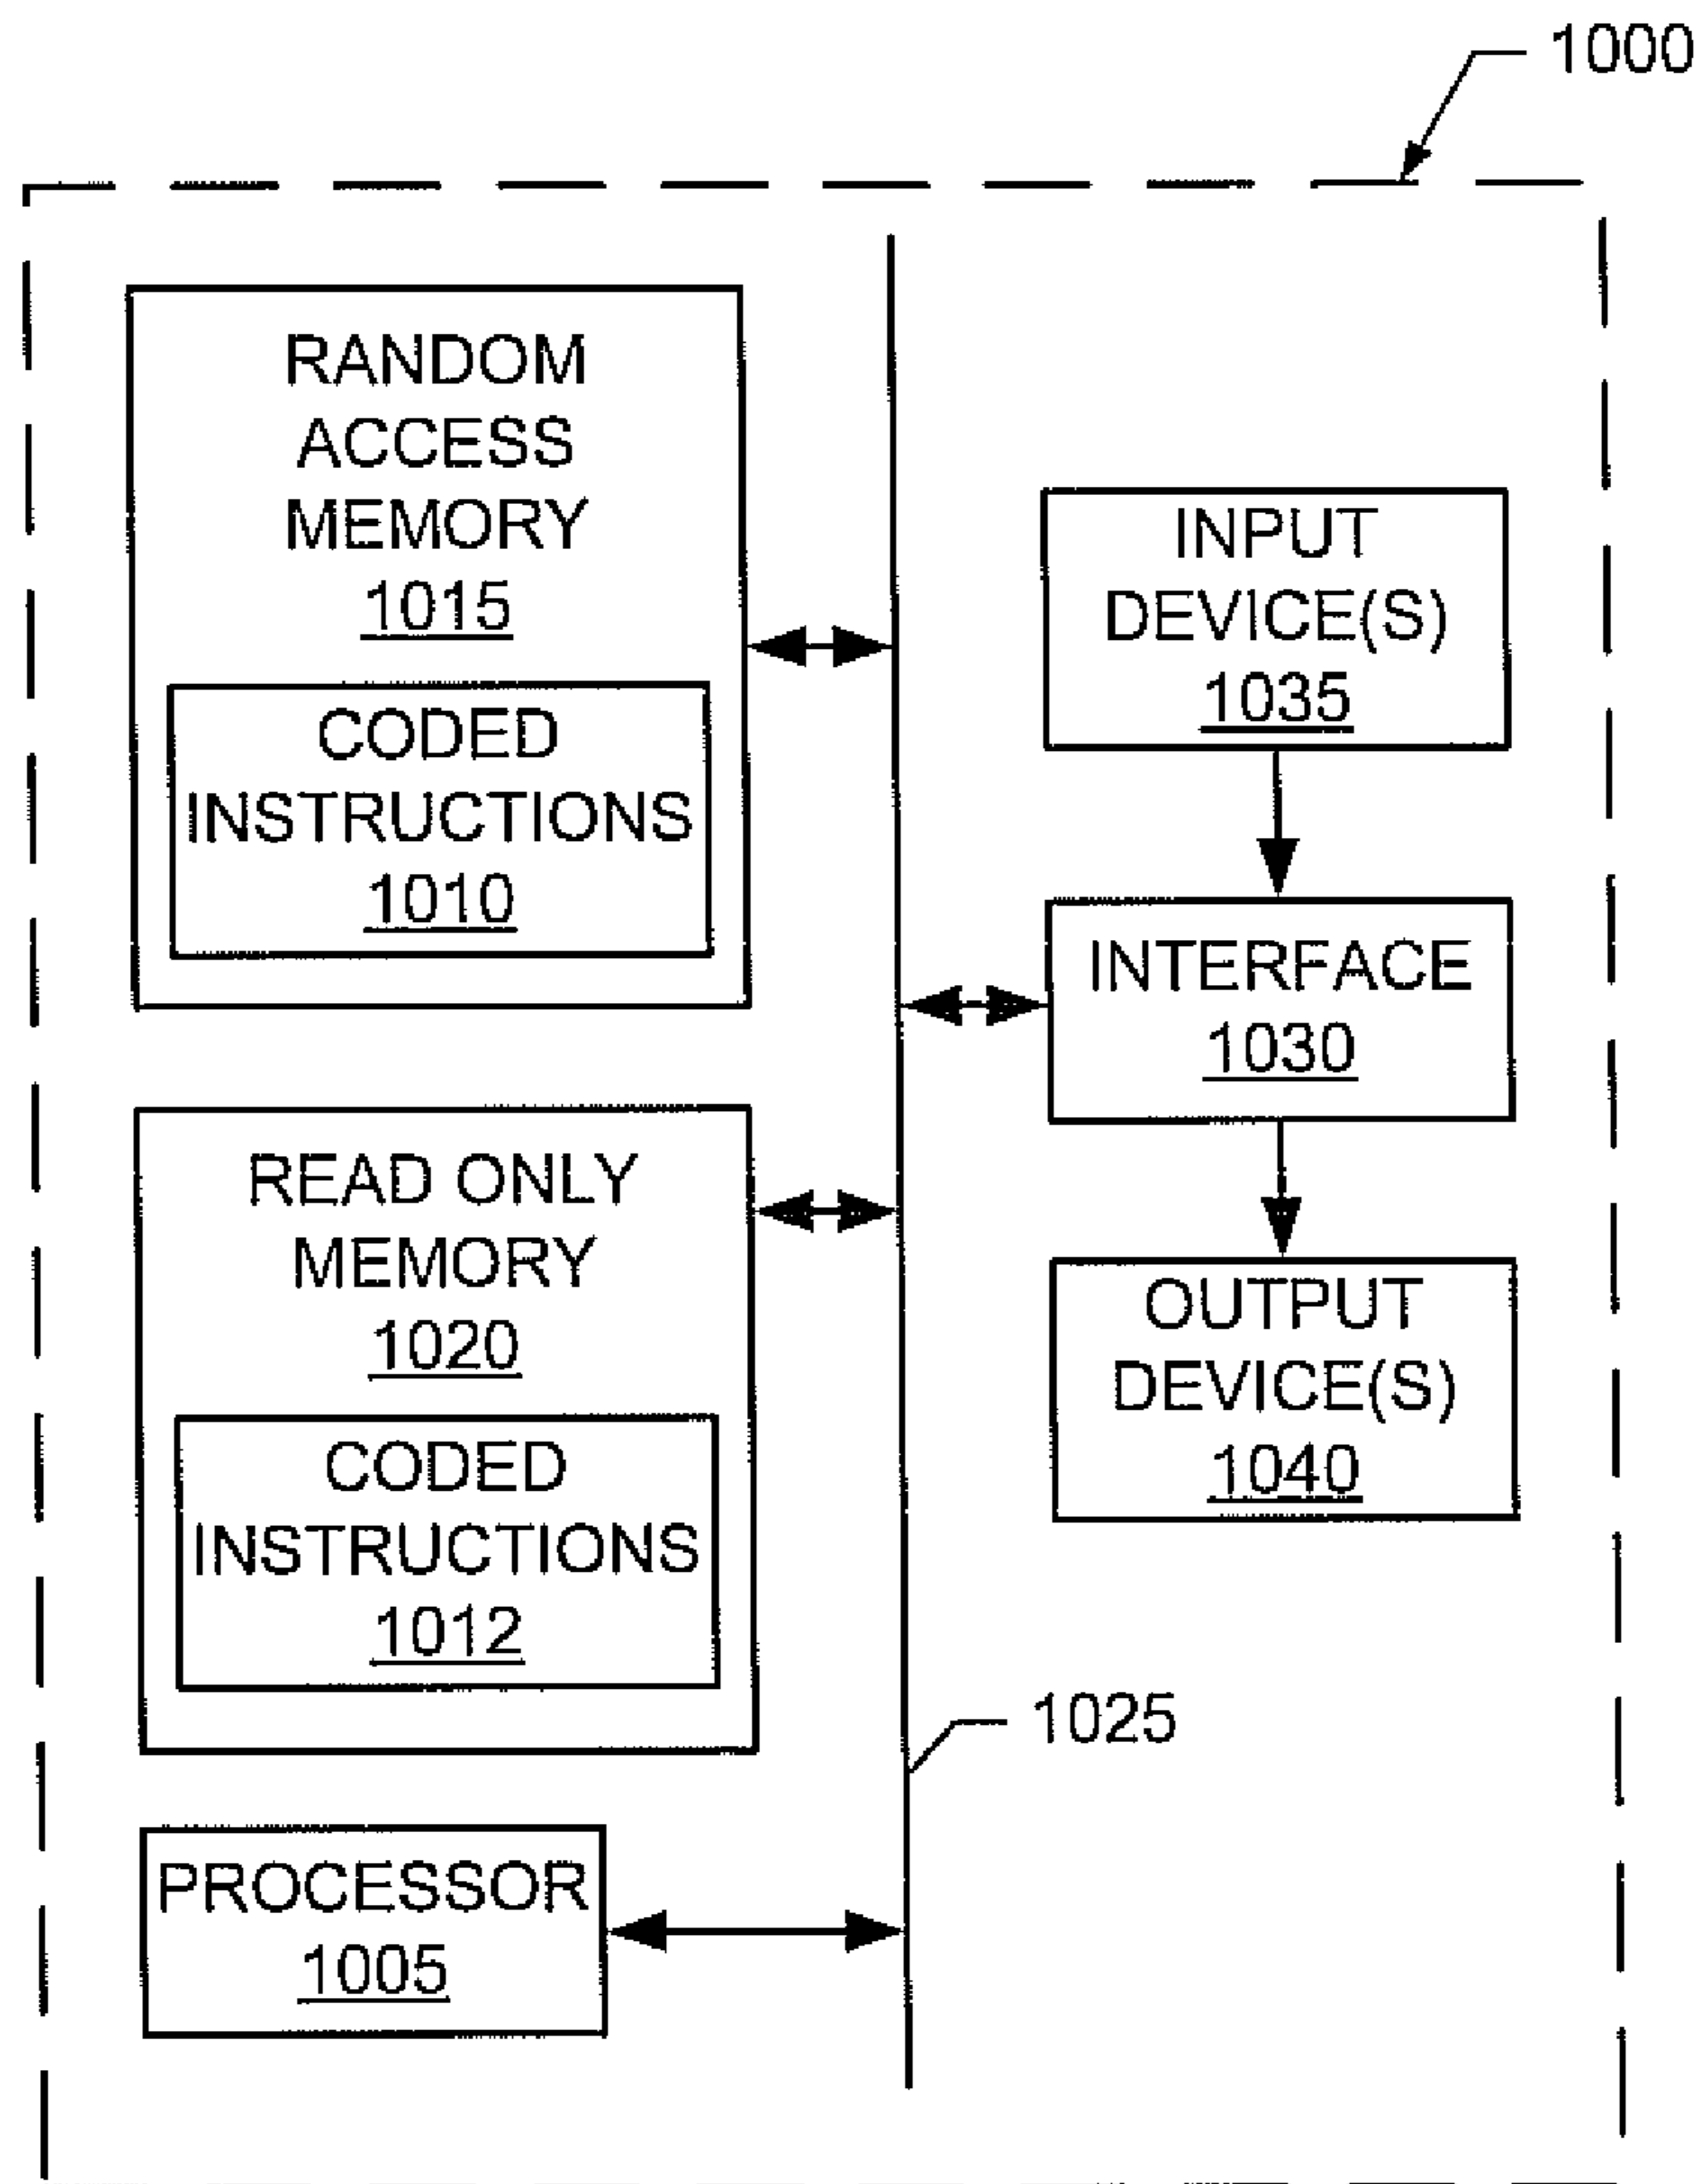 1000
RANDOM
ACCESS
MEMORY
1015
CODED
INSTRUCTIONS
1010
INPUT
DEVICE(S)
1035
INTERFACE
1030
READ ONLY
MEMORY
1020
CODED
INSTRUCTIONS
1012
OUTPUT
DEVICE(S)
1040
1025
PROCESSOR
1005